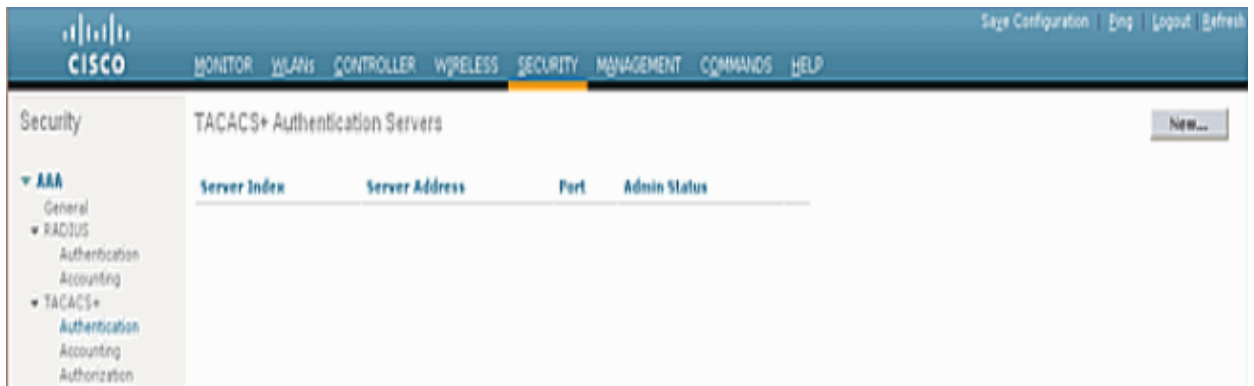 Save Configuration | Ping | Logout | Refresh
CISCO
MONITOR WLANs CONTROLLER WIRELESS SECURITY MANAGEMENT COMMANDS HELP
Security
TACACS+ Authentication Servers
New...
AAA
General
RADIUS
Authentication
Accounting
TACACS+
Authentication
Accounting
Authorization
Server Index Server Address Port Admin Status